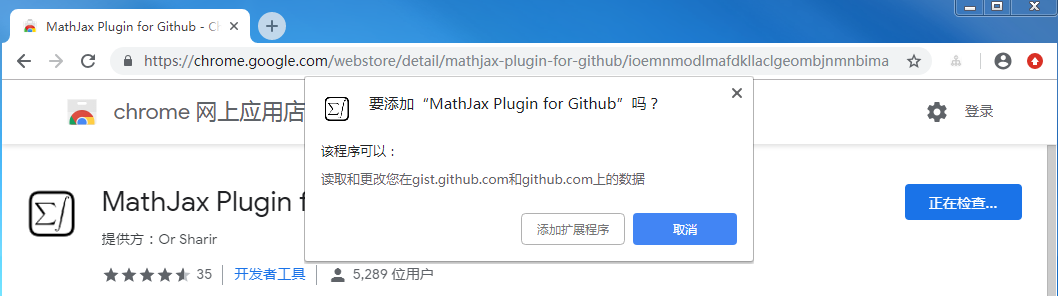 MathJax Plugin for Github - Ch
https://chrome.google.com/webstore/detail/mathjax-plugin-for-github/ioemnmodlmafdkllaclgeombjnmnbima
chrome 网上应用店
登录
要添加“MathJax Plugin for Github”吗？
该程序可以：
读取和更改您在gist.github.com和github.com上的数据
添加扩展程序
取消
MathJax Plugin f
正在检查...
提供方：Or Sharir
35
开发者工具
5,289 位用户